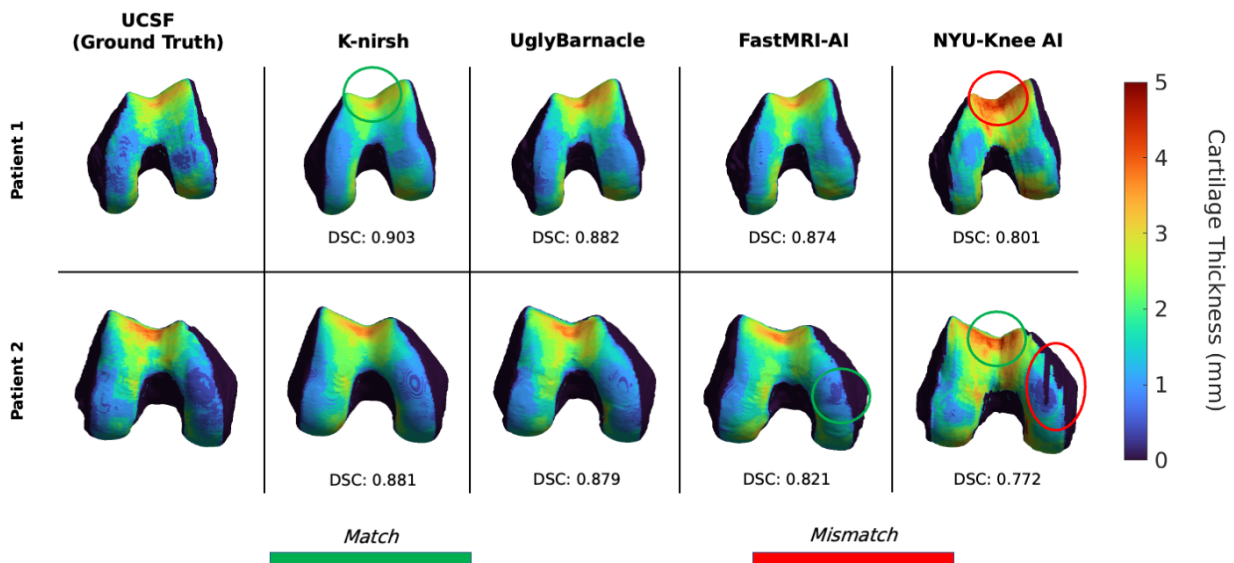 UCSF
(Ground Truth)
K-nirsh
UglyBarnacle
FastMRI-AI
NYU-Knee AI
Patient 1
DSC: 0.903
DSC: 0.882
DSC: 0.874
DSC: 0.801
Patient 2
DSC: 0.881
DSC: 0.879
DSC: 0.821
DSC: 0.772
5
4
3
2
1
0
Cartilage Thickness (mm)
Match
Mismatch